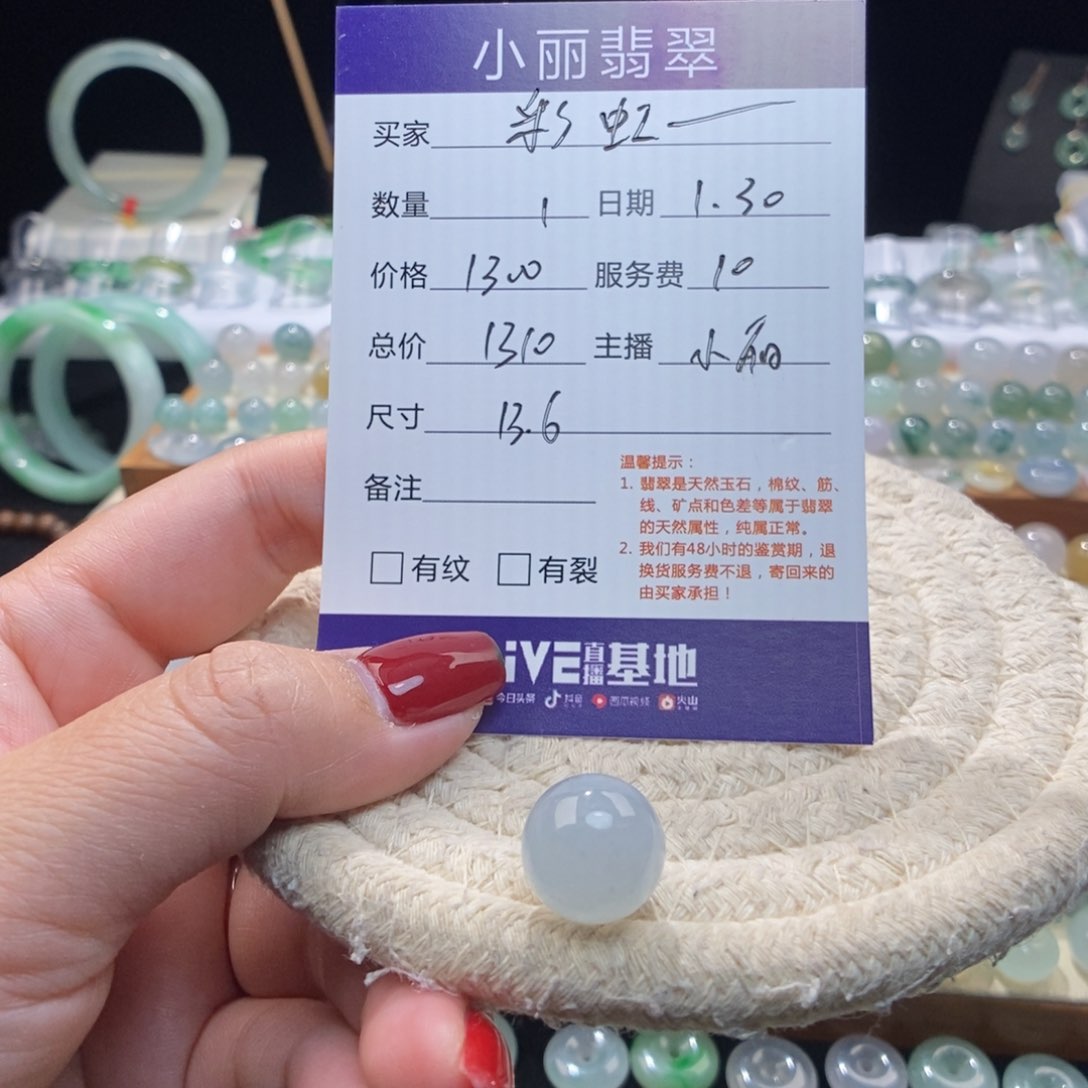 小丽翡翠
买家 彩虹一
数量 1 日期 1.30
价格 1300 服务费 10
总价 1310 主播 小丽
尺寸 13.6
备注
有纹 有裂
温馨提示：
1. 翡翠是天然玉石，棉纹、筋、
线、矿点和色差等属于翡翠
的天然属性，纯属正常。
2. 我们有48小时的鉴赏期，退
换货服务费不退，寄回来的
由买家承担！
iVE直播基地
今日头条 抖音 西瓜视频 火山